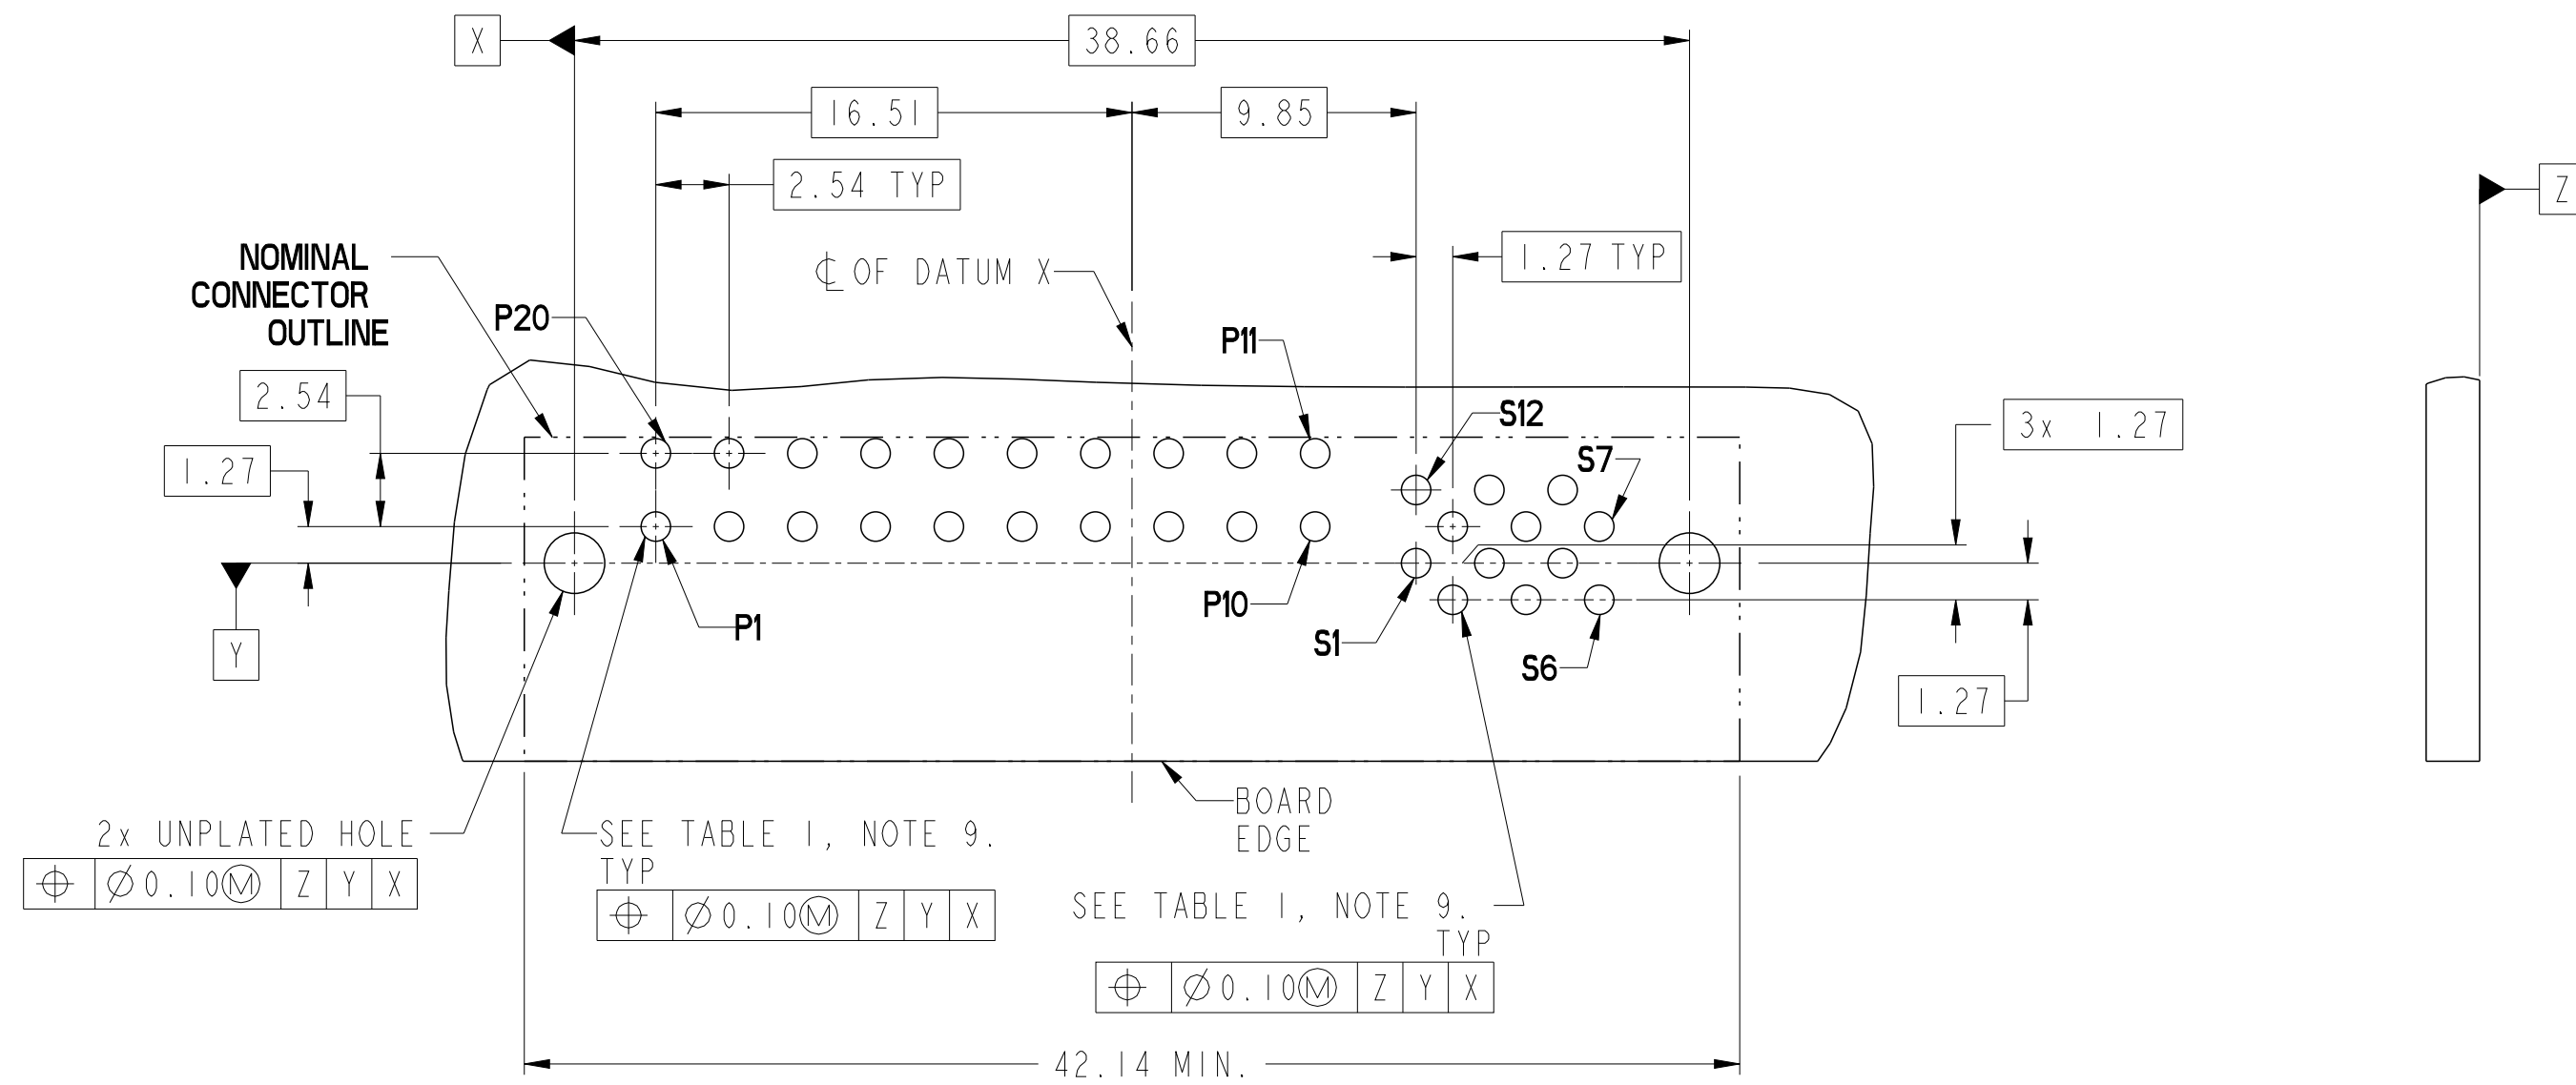 X
38.66
16.51
9.85
2.54 TYP
Z
1.27 TYP
NOMINAL
CONNECTOR
OUTLINE
℄ OF DATUM X
P20
P11
2.54
S12
3x 1.27
1.27
S7
P1
P10
S1
Y
S6
1.27
BOARD
EDGE
2x UNPLATED HOLE
⌖ ⌀0.10Ⓜ Z Y X
SEE TABLE 1, NOTE 9.
TYP
⌖ ⌀0.10Ⓜ Z Y X
SEE TABLE 1, NOTE 9.
TYP
⌖ ⌀0.10Ⓜ Z Y X
42.14 MIN.